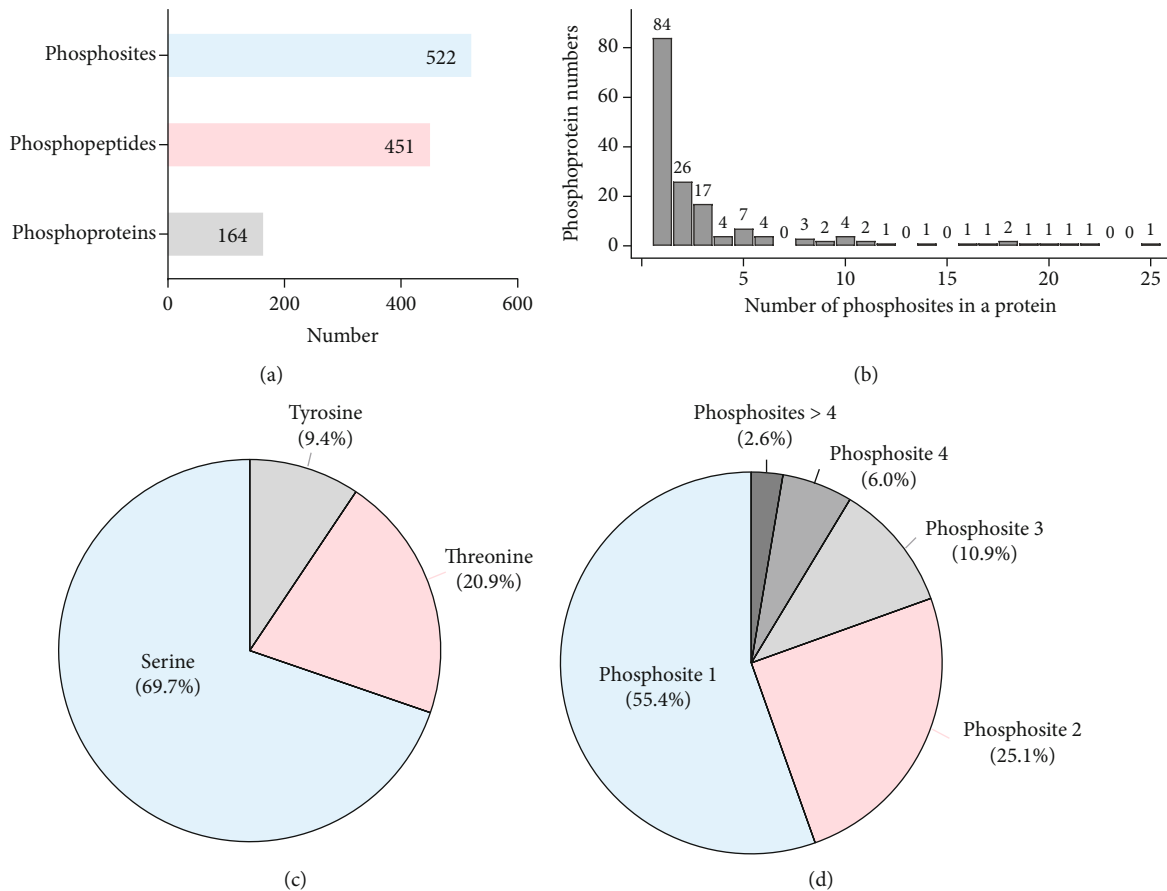 Phosphosites
522
Phosphopeptides
451
Phosphoproteins
164
0
200
400
600
Number
(a)
Phosphoprotein numbers
80
60
40
20
0
84
26
17
4
7
4
0
3
2
4
2
1
0
1
0
1
1
2
1
1
1
1
0
0
1
5
10
15
20
25
Number of phosphosites in a protein
(b)
Tyrosine
(9.4%)
Threonine
(20.9%)
Serine
(69.7%)
(c)
Phosphosites > 4
(2.6%)
Phosphosite 4
(6.0%)
Phosphosite 3
(10.9%)
Phosphosite 1
(55.4%)
Phosphosite 2
(25.1%)
(d)